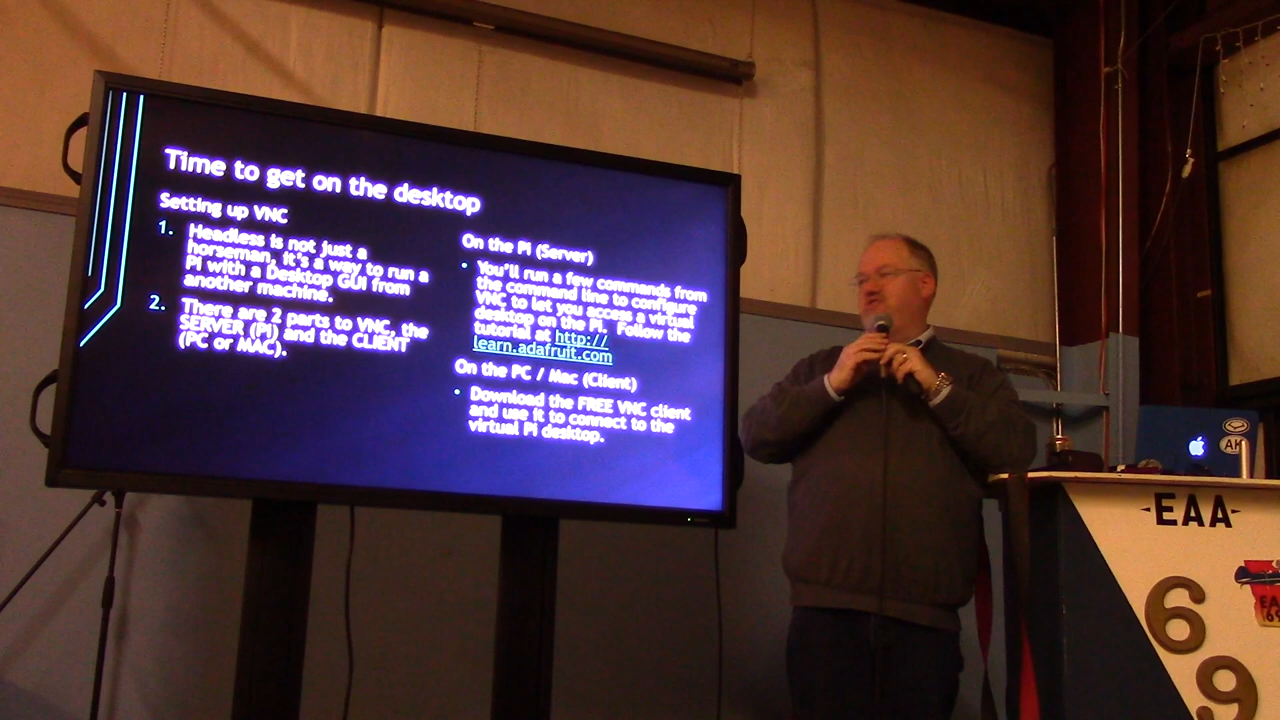 Time to get on the desktop
Setting up VNC
1. Headless is not just a
horseman, it's a way to run a
Pi with a Desktop GUI from
another machine.
2. There are 2 parts to VNC, the
SERVER (Pi) and the CLIENT
(PC or MAC).
On the Pi (Server)
• You'll run a few commands from
the command line to configure
VNC to let you access a virtual
desktop on the Pi. Follow the
tutorial at http://
learn.adafruit.com
On the PC / Mac (Client)
• Download the FREE VNC client
and use it to connect to the
virtual Pi desktop.
AK
EAA
6
9